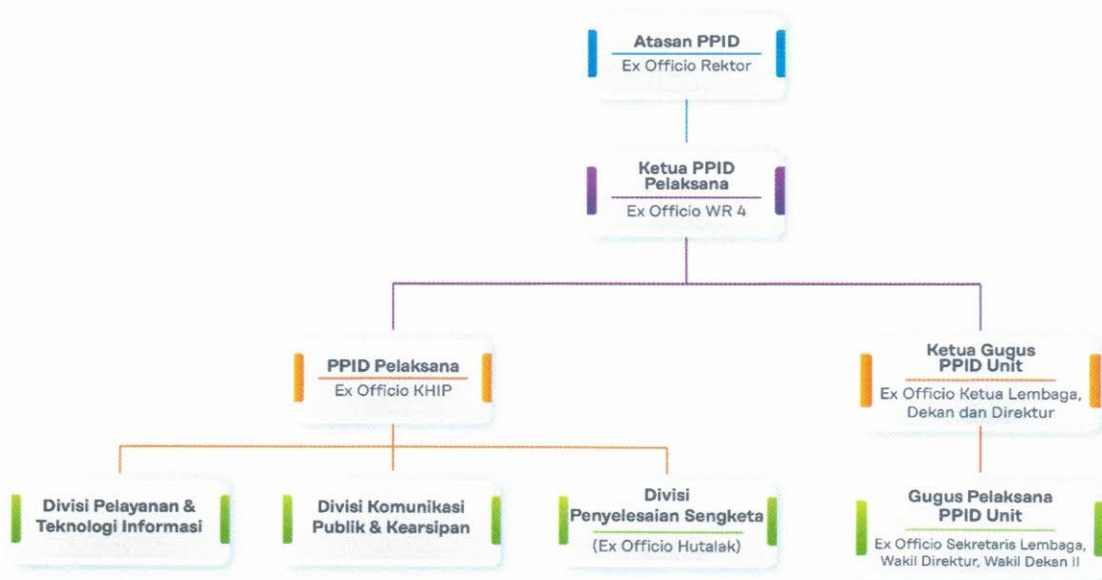 Atasan PPID
Ex Officio Rektor
Ketua PPID
Pelaksana
Ex Officio WR 4
PPID Pelaksana
Ex Officio KHIP
Ketua Gugus
PPID Unit
Ex Officio Ketua Lembaga,
Dekan dan Direktur
Divisi Pelayanan &
Teknologi Informasi
Divisi Komunikasi
Publik & Kearsipan
Divisi
Penyelesaian Sengketa
(Ex Officio Hutalak)
Gugus Pelaksana
PPID Unit
Ex Officio Sekretaris Lembaga,
Wakil Direktur, Wakil Dekan II